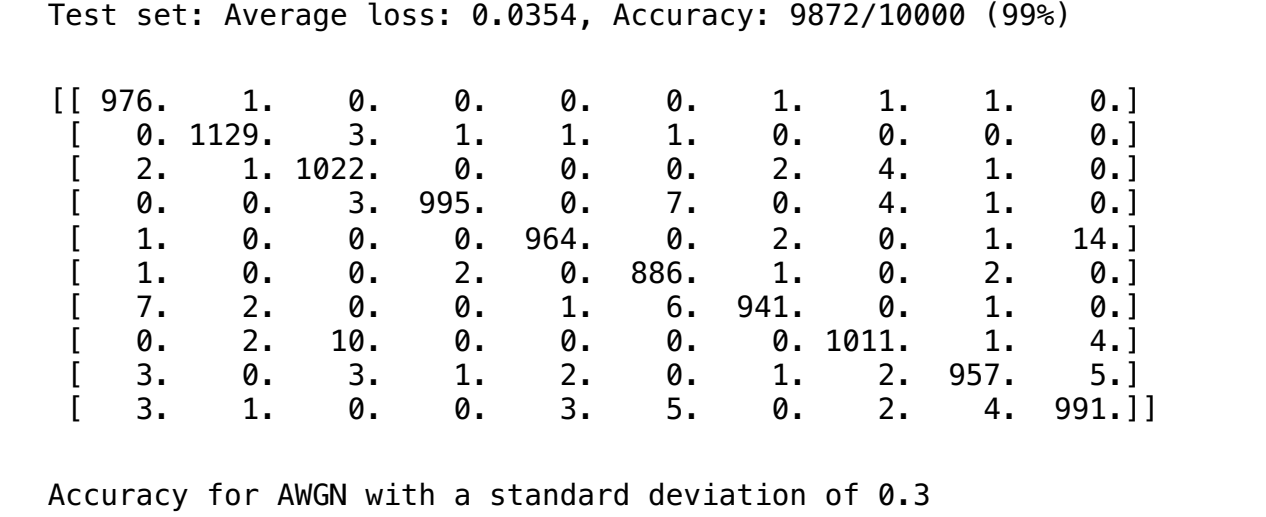 Test set: Average loss: 0.0354, Accuracy: 9872/10000 (99%)
[[ 976. 1. 0. 0. 0. 0. 1. 1. 1. 0.]
[ 0. 1129. 3. 1. 1. 1. 0. 0. 0. 0.]
[ 2. 1. 1022. 0. 0. 0. 2. 4. 1. 0.]
[ 0. 0. 3. 995. 0. 7. 0. 4. 1. 0.]
[ 1. 0. 0. 0. 964. 0. 2. 0. 1. 14.]
[ 1. 0. 0. 2. 0. 886. 1. 0. 2. 0.]
[ 7. 2. 0. 0. 1. 6. 941. 0. 1. 0.]
[ 0. 2. 10. 0. 0. 0. 0. 1011. 1. 4.]
[ 3. 0. 3. 1. 2. 0. 1. 2. 957. 5.]
[ 3. 1. 0. 0. 3. 5. 0. 2. 4. 991.]]
Accuracy for AWGN with a standard deviation of 0.3